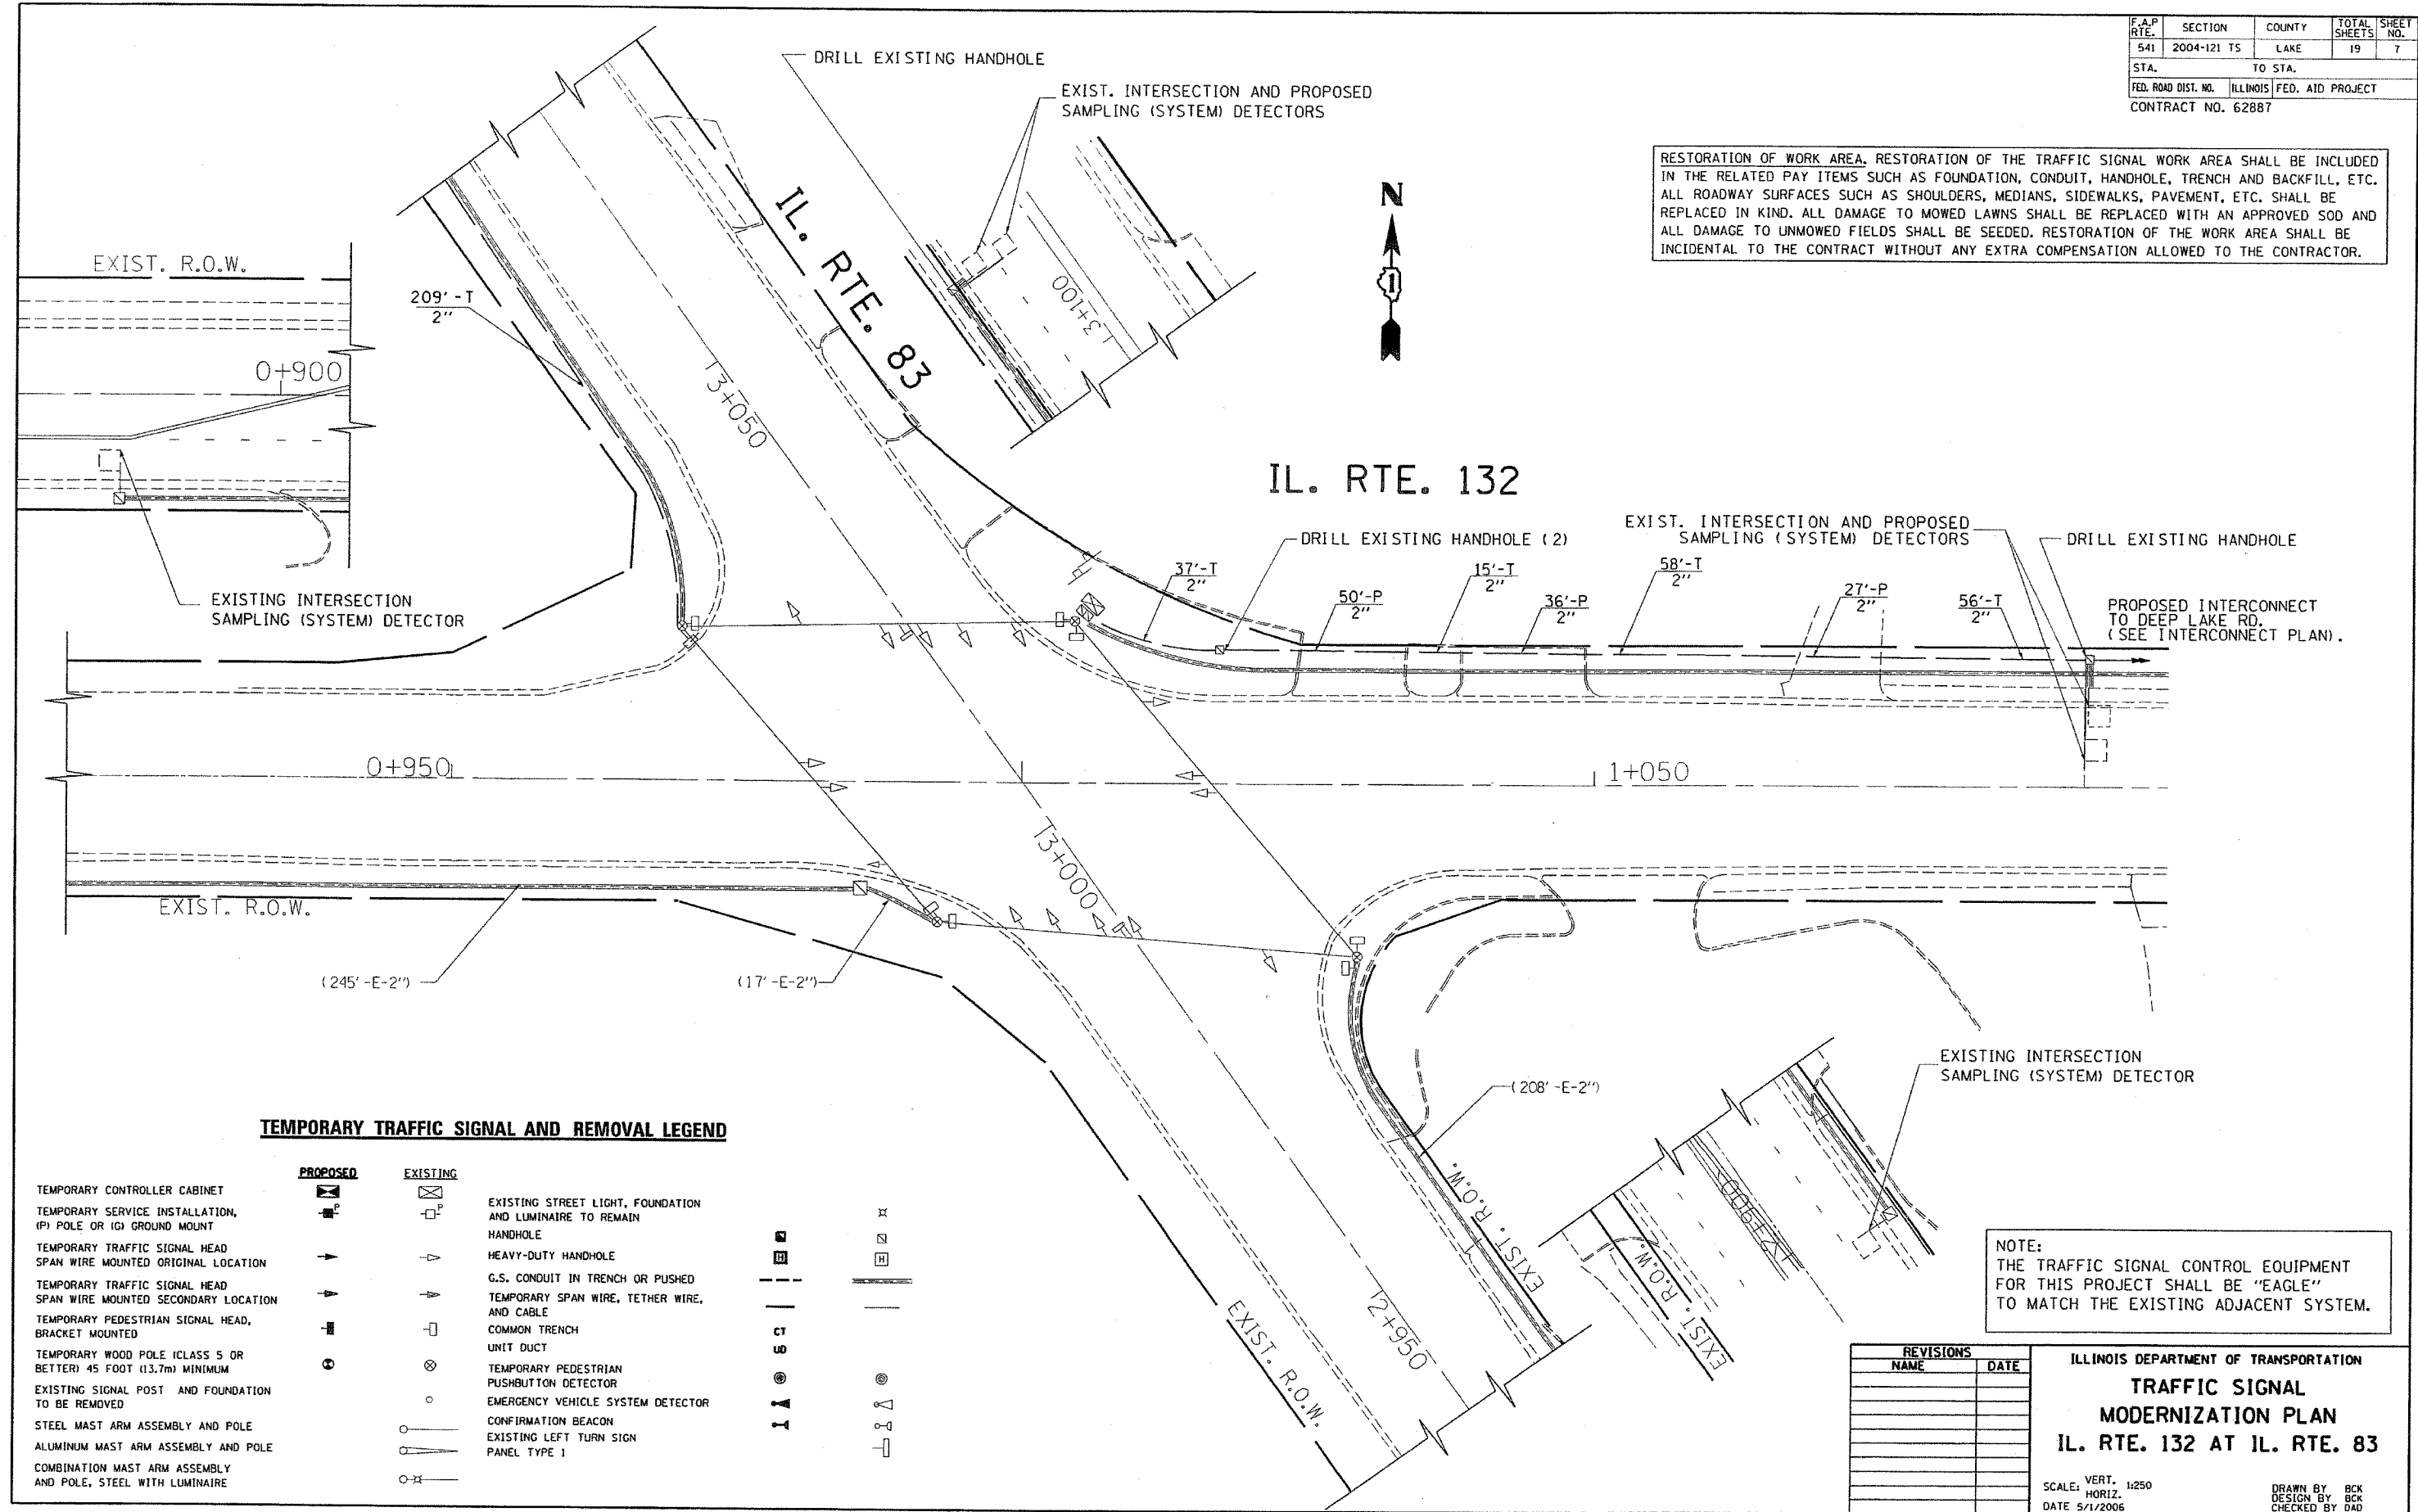 F.A.P RTE. SECTION COUNTY TOTAL SHEETS SHEET NO.
541 2004-121 TS LAKE 19 7
STA. TO STA.
FED. ROAD DIST. NO. ILLINOIS FED. AID PROJECT
CONTRACT NO. 62887
RESTORATION OF WORK AREA. RESTORATION OF THE TRAFFIC SIGNAL WORK AREA SHALL BE INCLUDED
IN THE RELATED PAY ITEMS SUCH AS FOUNDATION, CONDUIT, HANDHOLE, TRENCH AND BACKFILL, ETC.
ALL ROADWAY SURFACES SUCH AS SHOULDERS, MEDIANS, SIDEWALKS, PAVEMENT, ETC. SHALL BE
REPLACED IN KIND. ALL DAMAGE TO MOWED LAWNS SHALL BE REPLACED WITH AN APPROVED SOD AND
ALL DAMAGE TO UNMOWED FIELDS SHALL BE SEEDED. RESTORATION OF THE WORK AREA SHALL BE
INCIDENTAL TO THE CONTRACT WITHOUT ANY EXTRA COMPENSATION ALLOWED TO THE CONTRACTOR.
DRILL EXISTING HANDHOLE
EXIST. INTERSECTION AND PROPOSED
SAMPLING (SYSTEM) DETECTORS
N
1
EXIST. R.O.W.
209'-T
2"
IL. RTE. 83
3+100
0+900
13+050
IL. RTE. 132
EXISTING INTERSECTION
SAMPLING (SYSTEM) DETECTOR
DRILL EXISTING HANDHOLE (2)
EXIST. INTERSECTION AND PROPOSED
SAMPLING (SYSTEM) DETECTORS
DRILL EXISTING HANDHOLE
37'-T
2"
50'-P
2"
15'-T
2"
36'-P
2"
58'-T
2"
27'-P
2"
56'-T
2"
PROPOSED INTERCONNECT
TO DEEP LAKE RD.
(SEE INTERCONNECT PLAN).
0+950
1+050
13+000
EXIST. R.O.W.
(245'-E-2")
(17'-E-2")
(208'-E-2")
EXISTING INTERSECTION
SAMPLING (SYSTEM) DETECTOR
EXIST. R.O.W.
EXIST. R.O.W.
EXIST. R.O.W.
12+950
12+900
TEMPORARY TRAFFIC SIGNAL AND REMOVAL LEGEND
PROPOSED EXISTING
TEMPORARY CONTROLLER CABINET
TEMPORARY SERVICE INSTALLATION, P P
(P) POLE OR (G) GROUND MOUNT
TEMPORARY TRAFFIC SIGNAL HEAD
SPAN WIRE MOUNTED ORIGINAL LOCATION
TEMPORARY TRAFFIC SIGNAL HEAD
SPAN WIRE MOUNTED SECONDARY LOCATION
TEMPORARY PEDESTRIAN SIGNAL HEAD,
BRACKET MOUNTED
TEMPORARY WOOD POLE (CLASS 5 OR
BETTER) 45 FOOT (13.7m) MINIMUM
EXISTING SIGNAL POST AND FOUNDATION
TO BE REMOVED
STEEL MAST ARM ASSEMBLY AND POLE
ALUMINUM MAST ARM ASSEMBLY AND POLE
COMBINATION MAST ARM ASSEMBLY
AND POLE, STEEL WITH LUMINAIRE
EXISTING STREET LIGHT, FOUNDATION
AND LUMINAIRE TO REMAIN
HANDHOLE
HEAVY-DUTY HANDHOLE H H
G.S. CONDUIT IN TRENCH OR PUSHED
TEMPORARY SPAN WIRE, TETHER WIRE,
AND CABLE
COMMON TRENCH CT
UNIT DUCT UD
TEMPORARY PEDESTRIAN
PUSHBUTTON DETECTOR
EMERGENCY VEHICLE SYSTEM DETECTOR
CONFIRMATION BEACON
EXISTING LEFT TURN SIGN
PANEL TYPE 1
NOTE:
THE TRAFFIC SIGNAL CONTROL EQUIPMENT
FOR THIS PROJECT SHALL BE "EAGLE"
TO MATCH THE EXISTING ADJACENT SYSTEM.
REVISIONS
NAME DATE
ILLINOIS DEPARTMENT OF TRANSPORTATION
TRAFFIC SIGNAL
MODERNIZATION PLAN
IL. RTE. 132 AT IL. RTE. 83
SCALE: VERT. HORIZ. 1:250
DATE 5/1/2006
DRAWN BY BCK
DESIGN BY BCK
CHECKED BY DAD